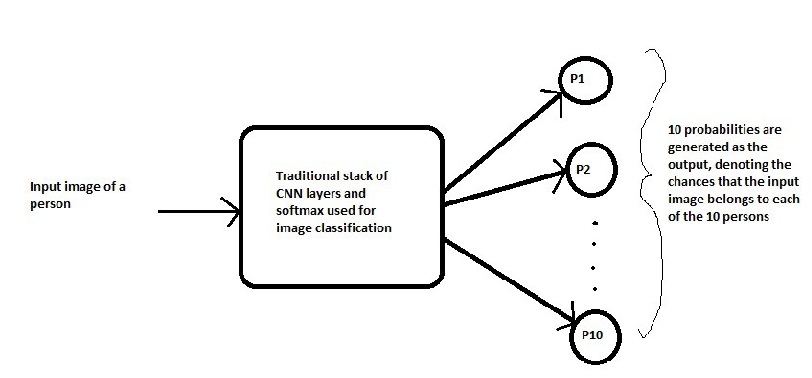 Input image of a
person
Traditional stack of
CNN layers and
softmax used for
image classification
P1
P2
P10
10 probabilities are
generated as the
output, denoting the
chances that the input
image belongs to each
of the 10 persons